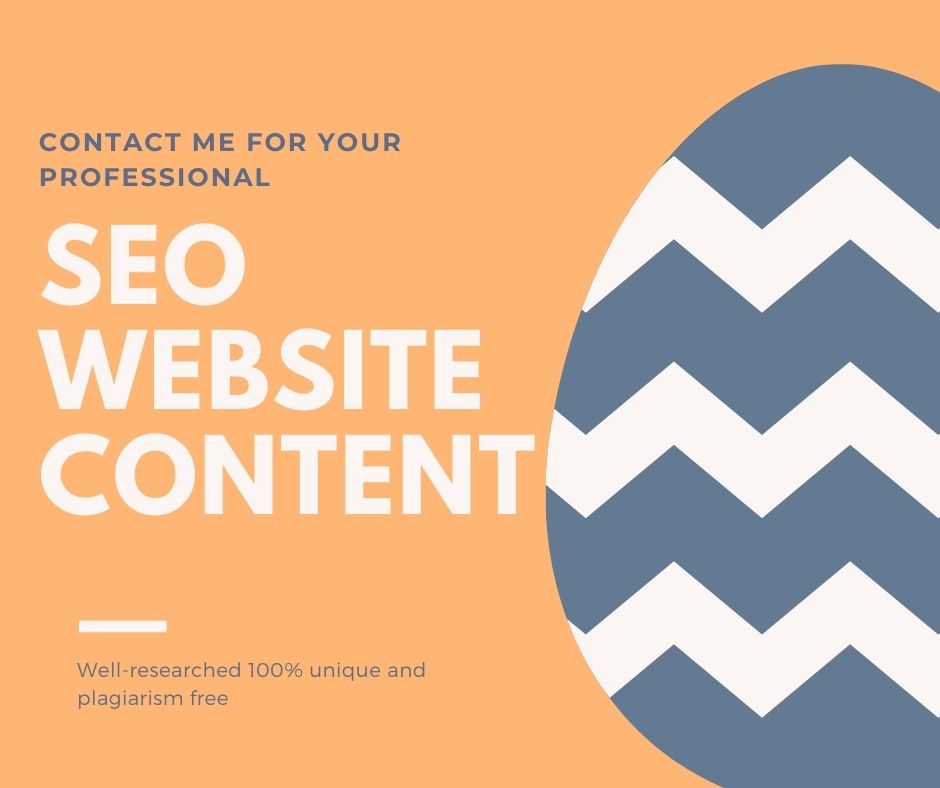 CONTACT ME FOR YOUR
PROFESSIONAL
SEO
WEBSITE
CONTENT
Well-researched 100% unique and
plagiarism free